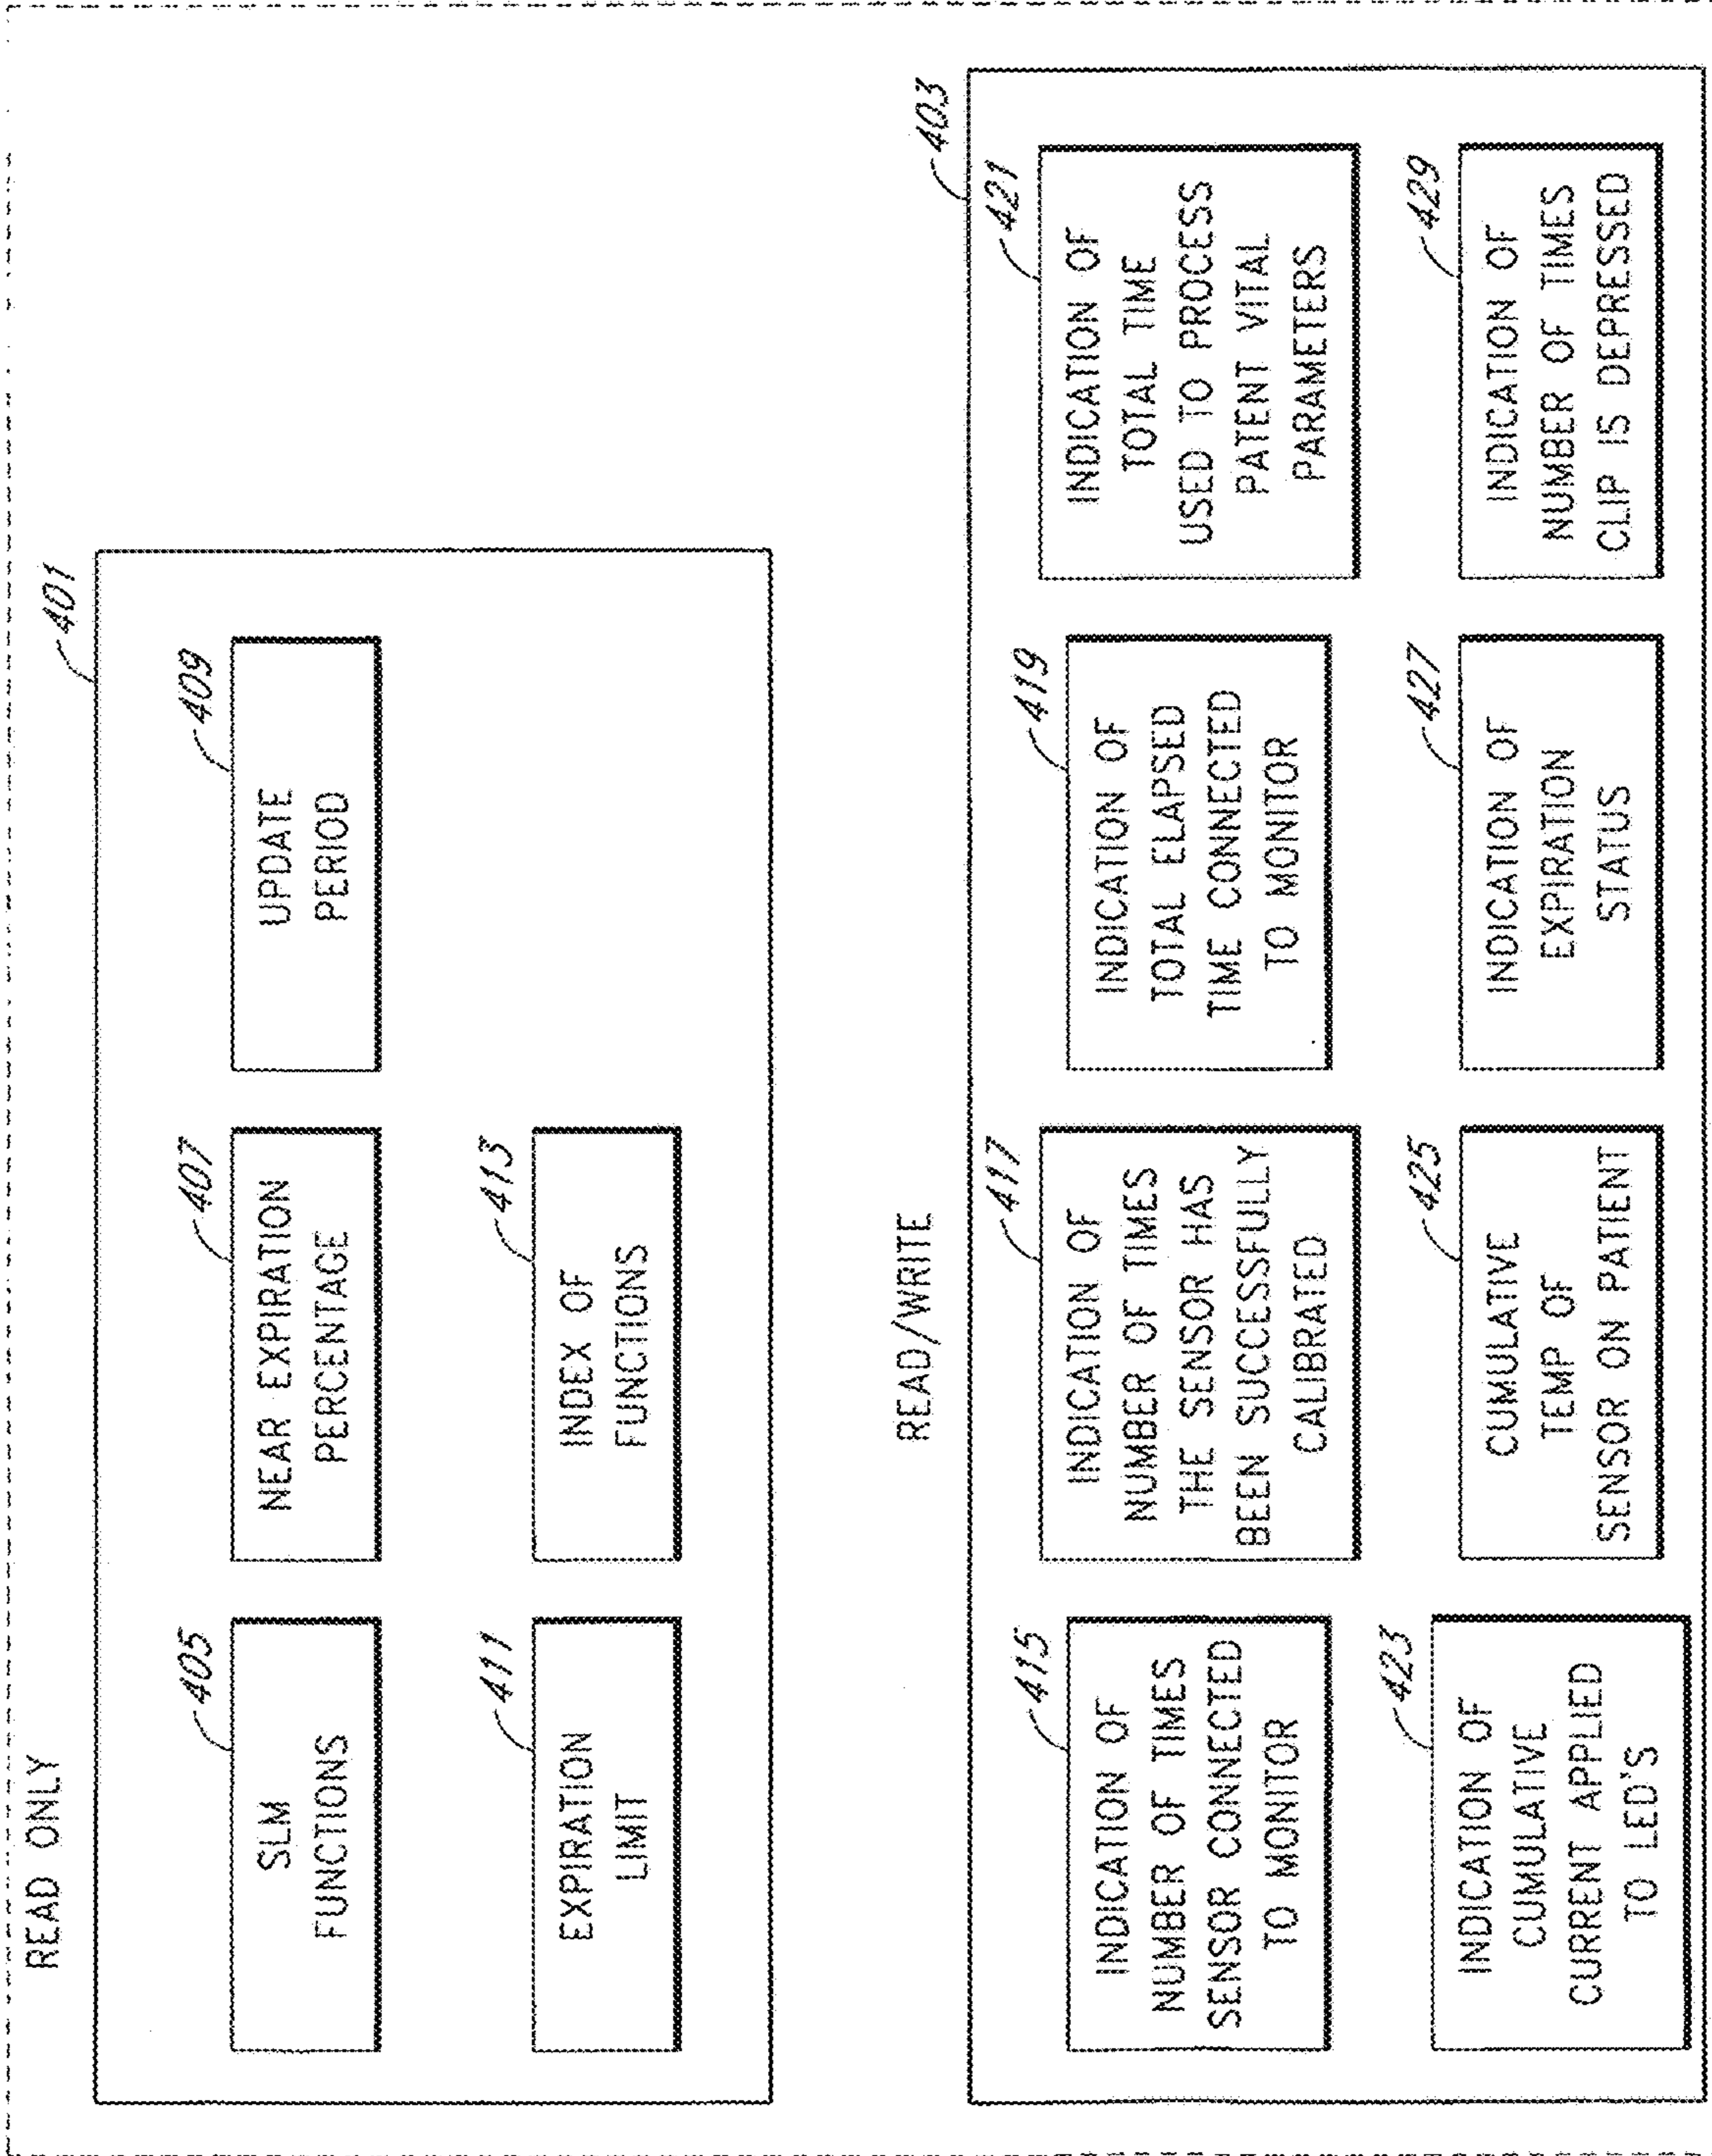 READ ONLY
401
405
SLM
FUNCTIONS
407
NEAR EXPIRATION
PERCENTAGE
409
UPDATE
PERIOD
411
EXPIRATION
LIMIT
413
INDEX OF
FUNCTIONS
READ/WRITE
403
415
INDICATION OF
NUMBER OF TIMES
SENSOR CONNECTED
TO MONITOR
417
INDICATION OF
NUMBER OF TIMES
THE SENSOR HAS
BEEN SUCCESSFULLY
CALIBRATED
419
INDICATION OF
TOTAL ELAPSED
TIME CONNECTED
TO MONITOR
421
INDICATION OF
TOTAL TIME
USED TO PROCESS
PATENT VITAL
PARAMETERS
423
INDICATION OF
CUMULATIVE
CURRENT APPLIED
TO LED'S
425
CUMULATIVE
TEMP OF
SENSOR ON PATIENT
427
INDICATION OF
EXPIRATION
STATUS
429
INDICATION OF
NUMBER OF TIMES
CLIP IS DEPRESSED